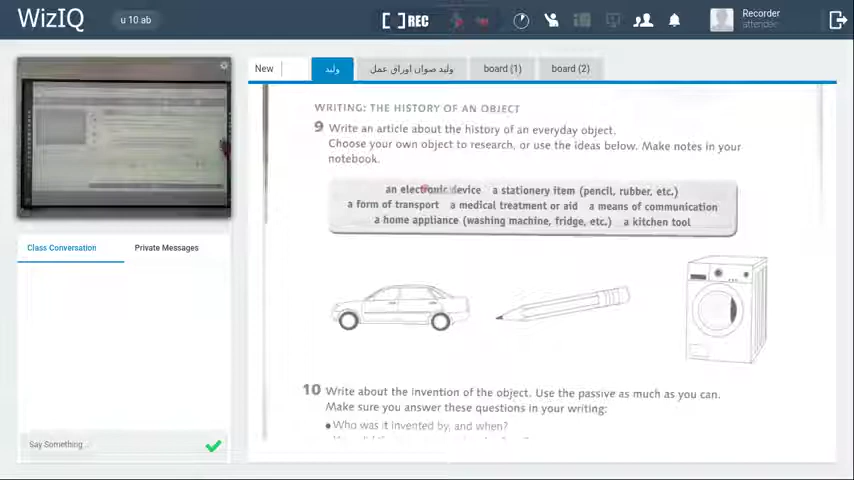 WizIQ
u 10 ab
[ ] REC
Recorder
attendee
New
وليد
وليد صوان اوراق عمل
board (1)
board (2)
WRITING: THE HISTORY OF AN OBJECT
9 Write an article about the history of an everyday object.
Choose your own object to research, or use the ideas below. Make notes in your
notebook.
an electronic device a stationery item (pencil, rubber, etc.)
a form of transport a medical treatment or aid a means of communication
a home appliance (washing machine, fridge, etc.) a kitchen tool
10 Write about the invention of the object. Use the passive as much as you can.
Make sure you answer these questions in your writing:
• Who was it invented by, and when?
Class Conversation
Private Messages
Say Something...